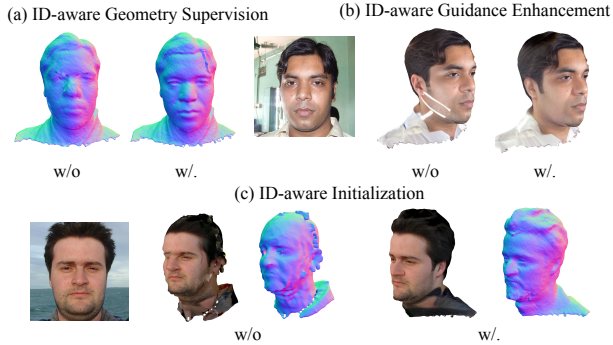 (a) ID-aware Geometry Supervision
(b) ID-aware Guidance Enhancement
w/o
w/.
w/o
w/.
(c) ID-aware Initialization
w/o
w/.